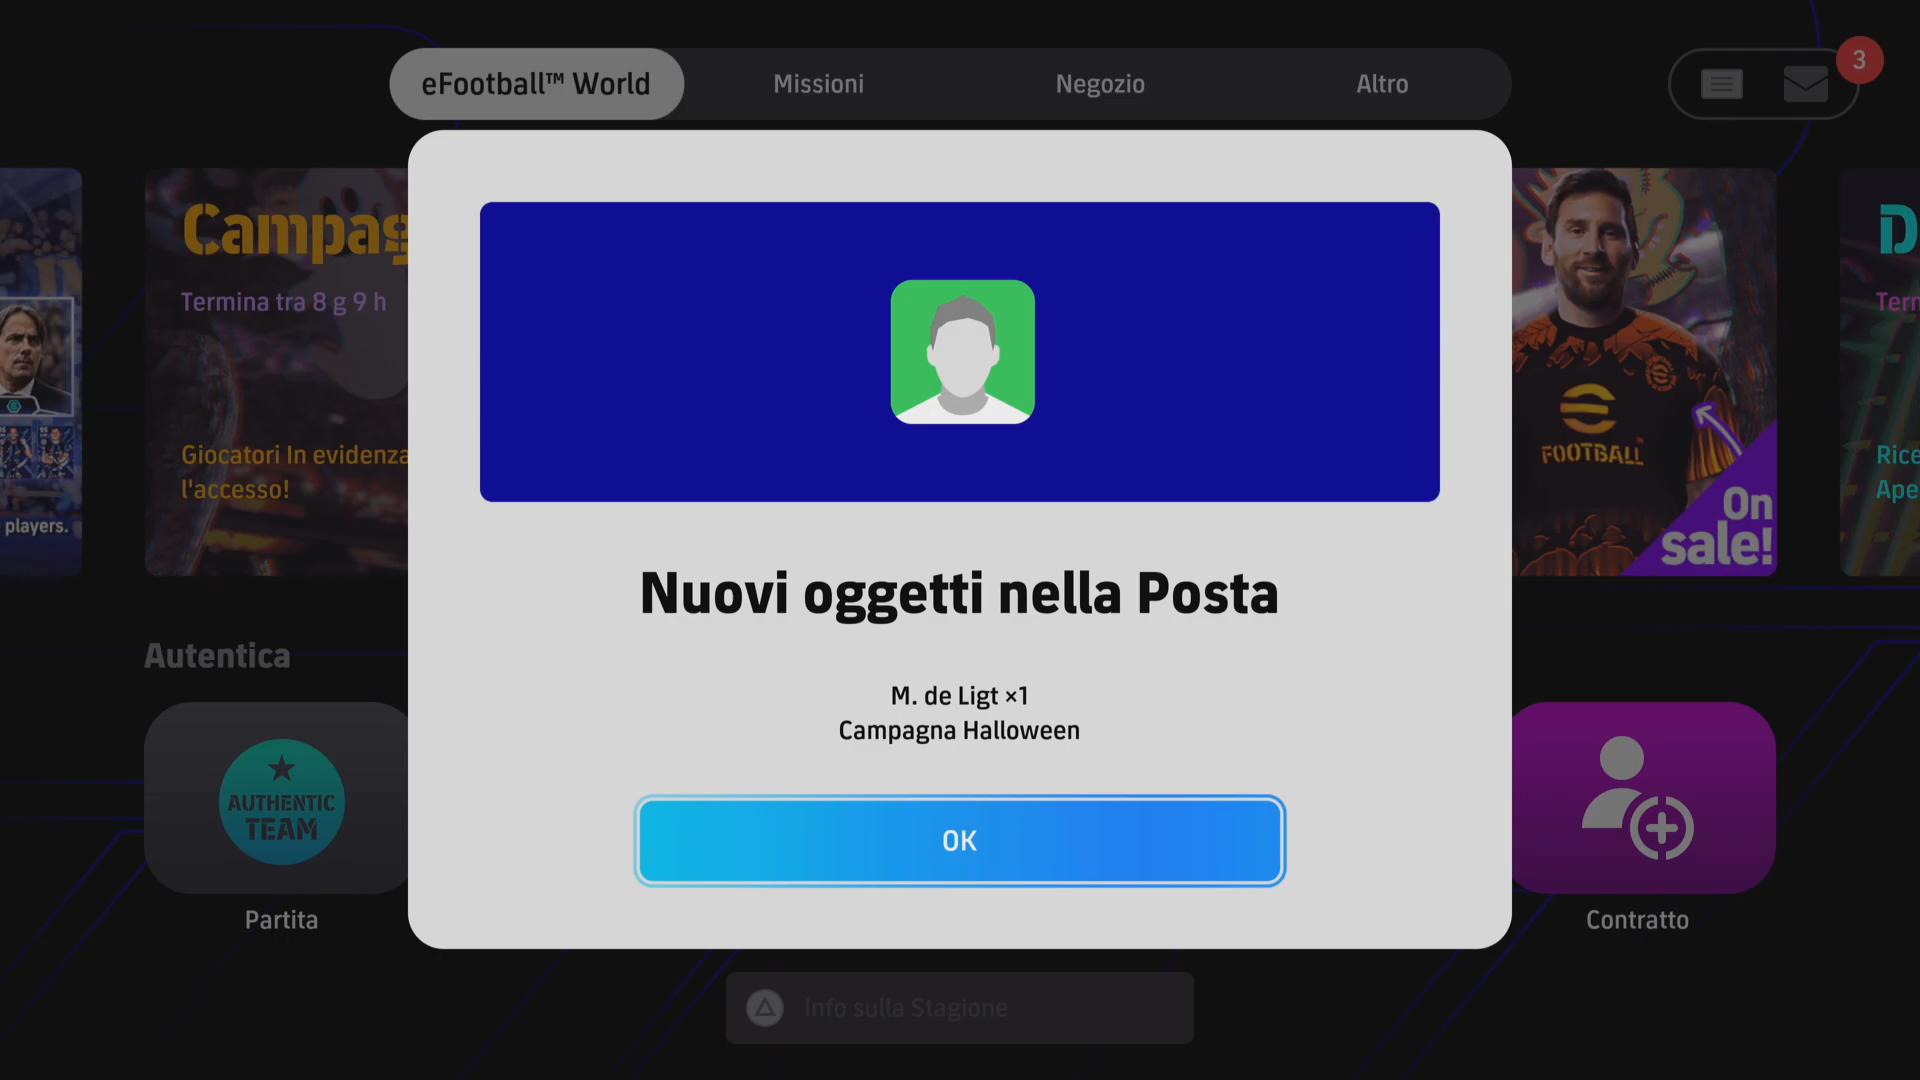 eFootball™ World
Missioni
Negozio
Altro
3
Campag
Termina tra 8 g 9 h
Giocatori In evidenza
l'accesso!
players.
Nuovi oggetti nella Posta
M. de Ligt ×1
Campagna Halloween
OK
FOOTBALL
On
sale!
D
Term
Rice
Ape
Autentica
AUTHENTIC
TEAM
Partita
Contratto
Info sulla Stagione